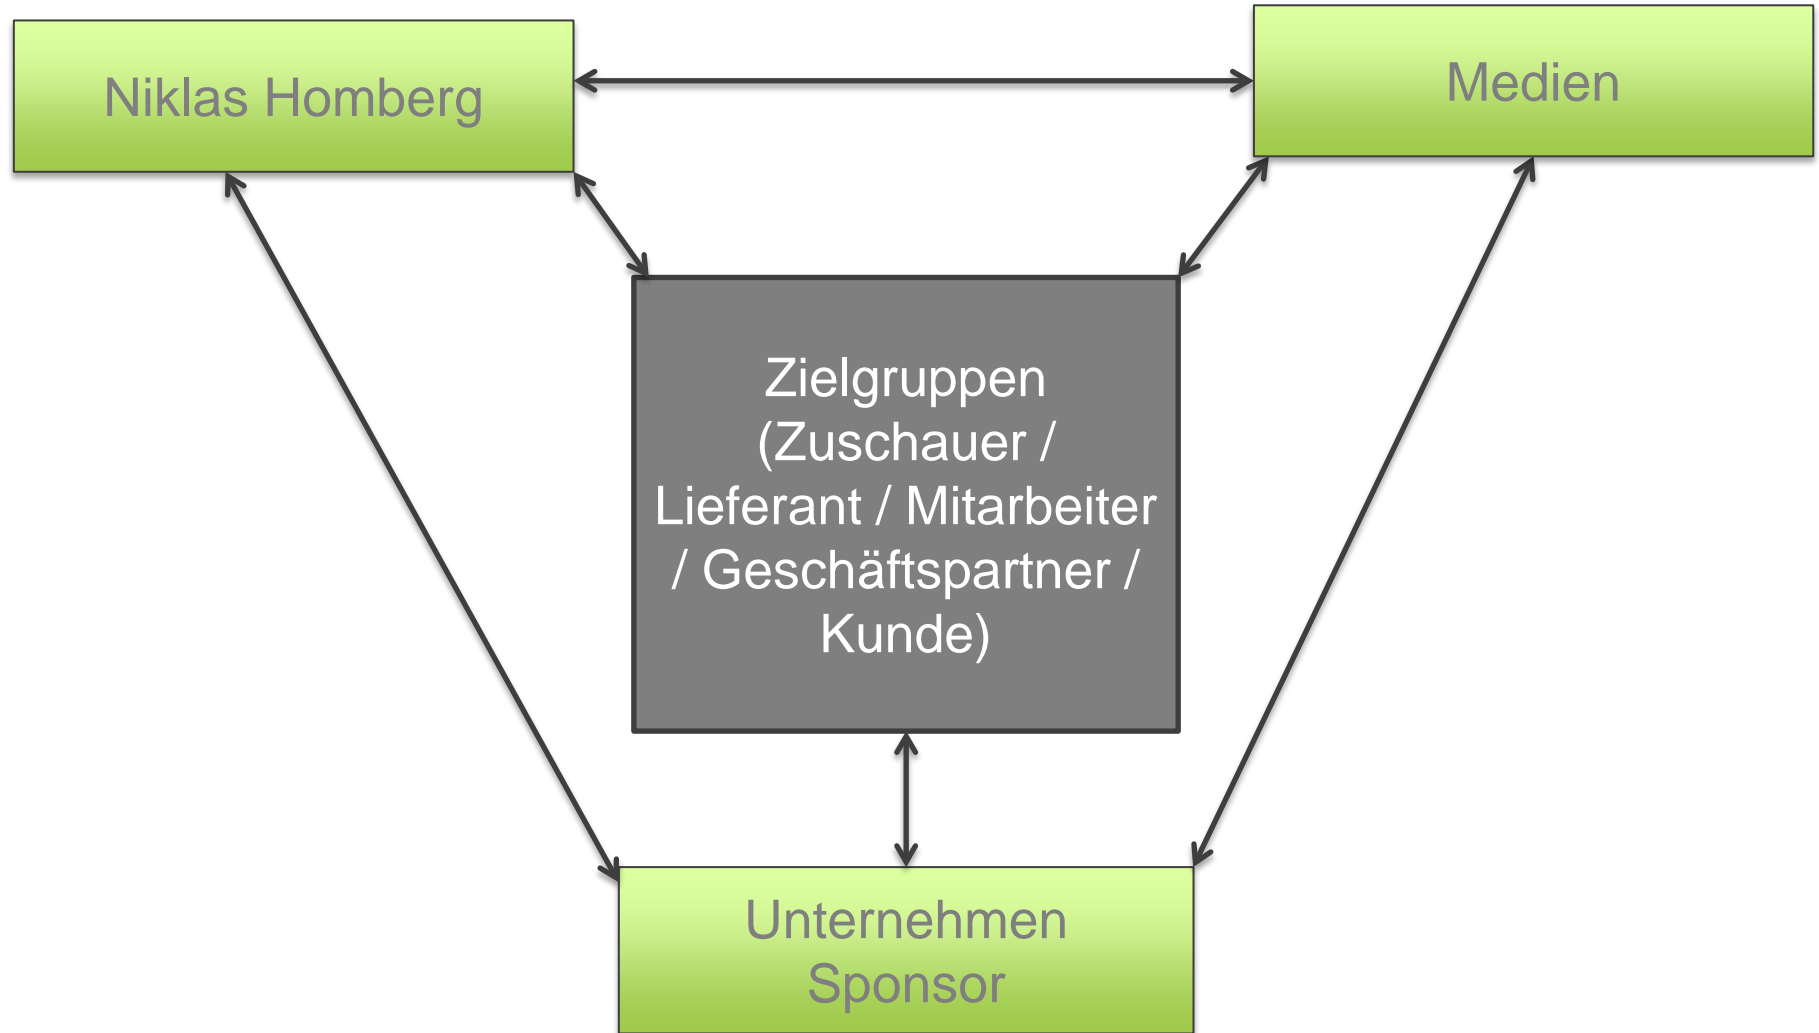 Niklas Homberg
Medien
Zielgruppen
(Zuschauer /
Lieferant / Mitarbeiter
/ Geschäftspartner /
Kunde)
Unternehmen
Sponsor